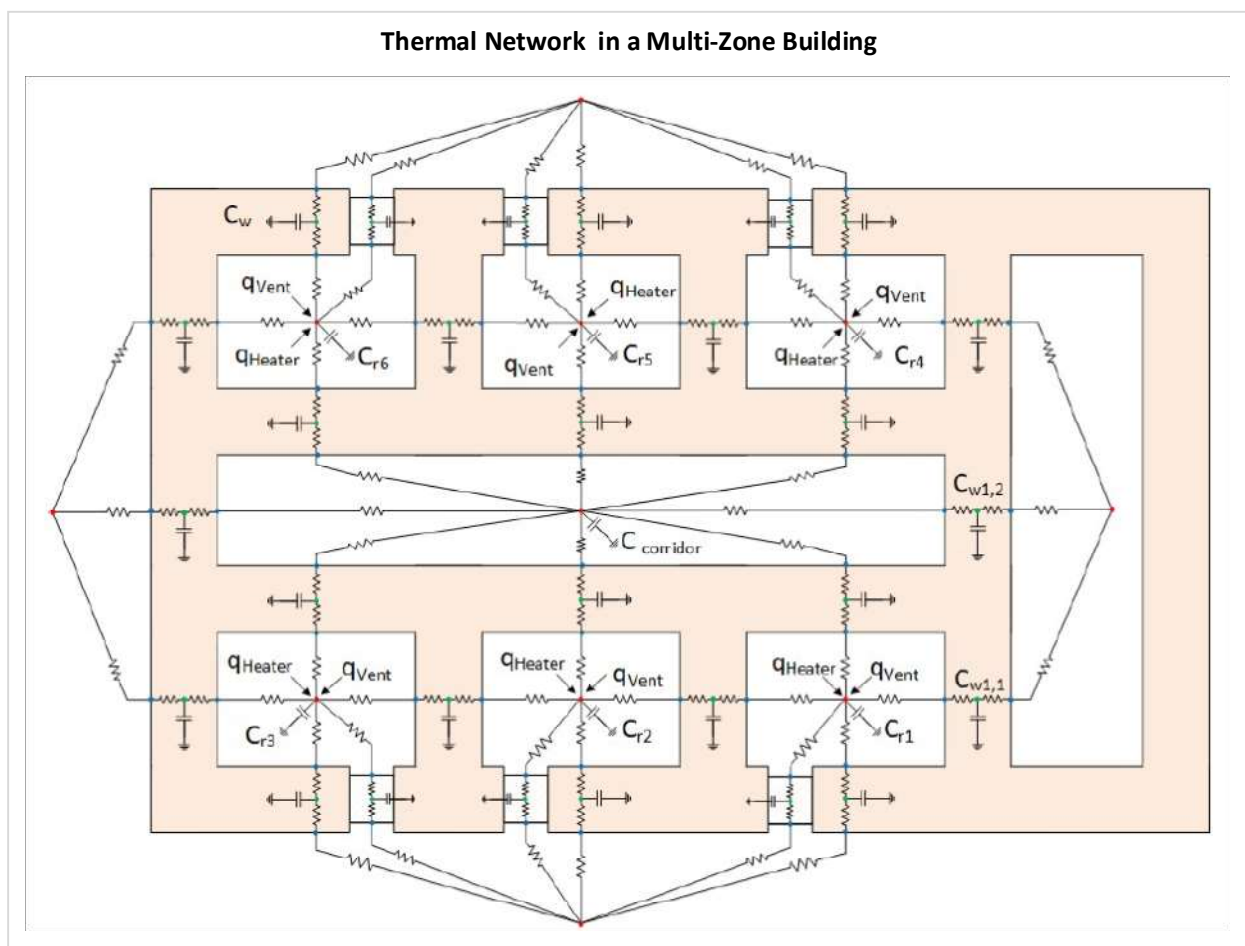 Thermal Network in a Multi-Zone Building
Cw
qVent
qHeater
Cr6
qHeater
qVent
Cr5
qVent
qHeater
Cr4
Cw1,2
C corridor
qHeater
qVent
Cr3
qHeater
qVent
Cr2
qHeater
qVent
Cr1
Cw1,1